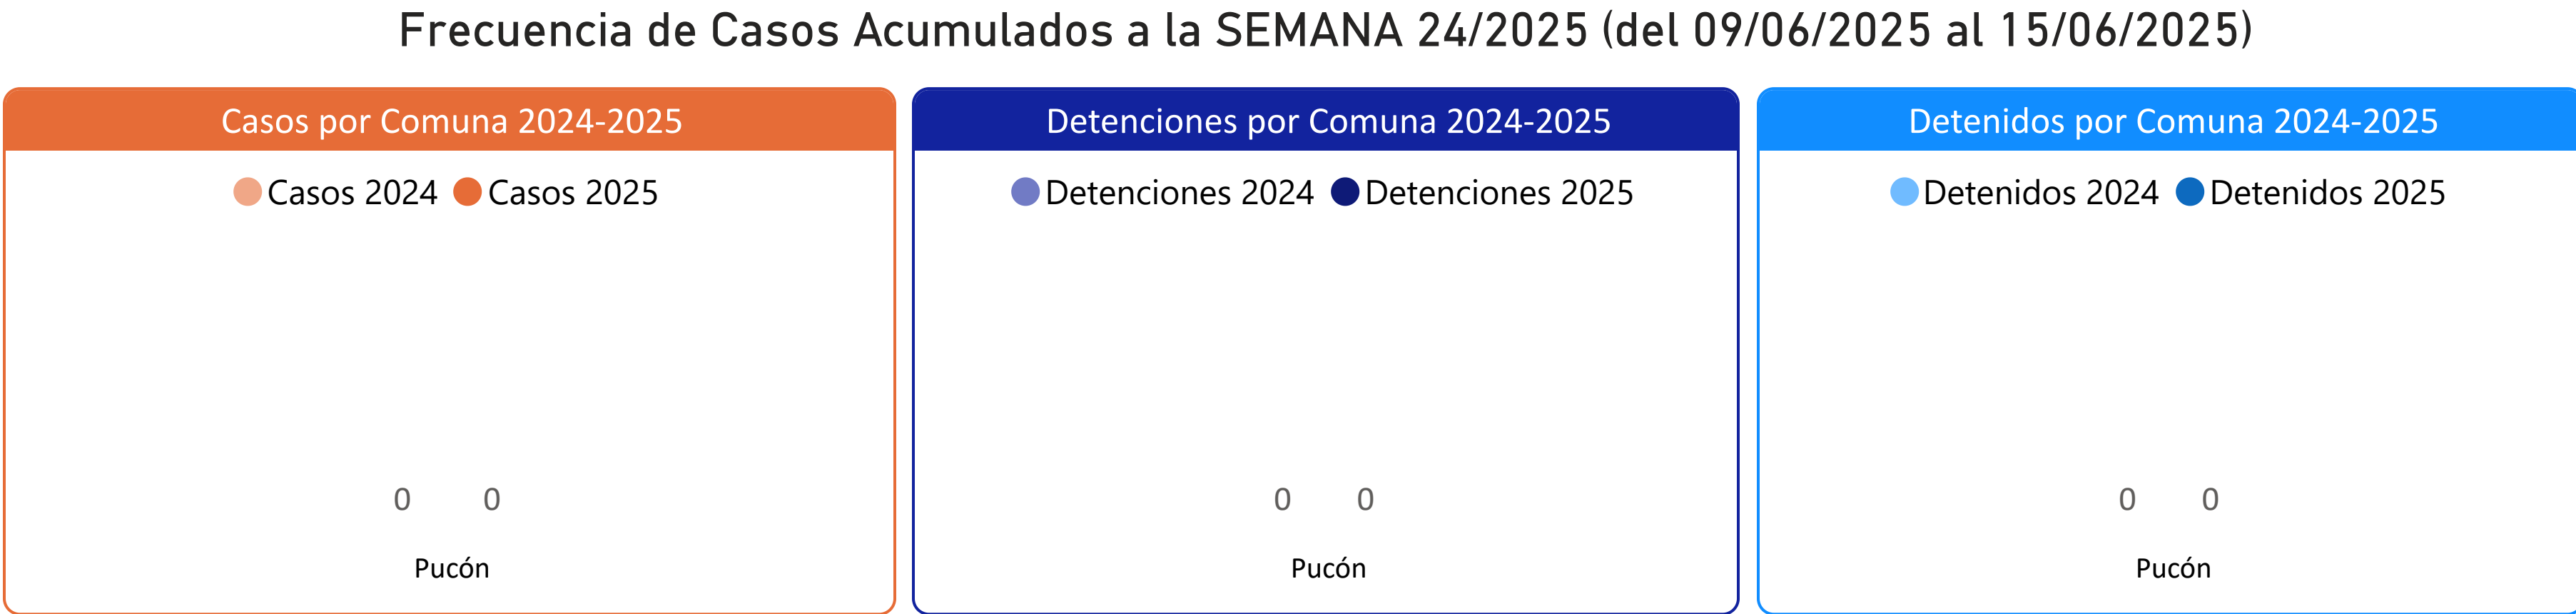 Frecuencia de Casos Acumulados a la SEMANA 24/2025 (del 09/06/2025 al 15/06/2025)
Casos por Comuna 2024-2025
Casos 2024 Casos 2025
0 0
Pucón
Detenciones por Comuna 2024-2025
Detenciones 2024 Detenciones 2025
0 0
Pucón
Detenidos por Comuna 2024-2025
Detenidos 2024 Detenidos 2025
0 0
Pucón